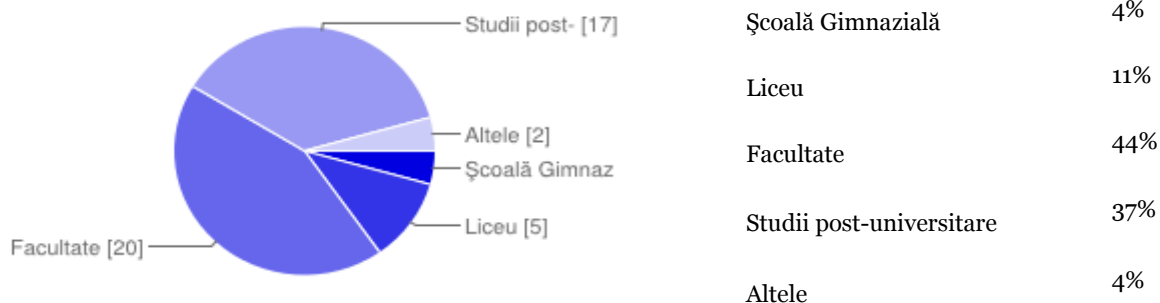 Studii post- [17]
Altele [2]
Şcoală Gimnaz
Liceu [5]
Facultate [20]
Şcoală Gimnazială 4%
Liceu 11%
Facultate 44%
Studii post-universitare 37%
Altele 4%